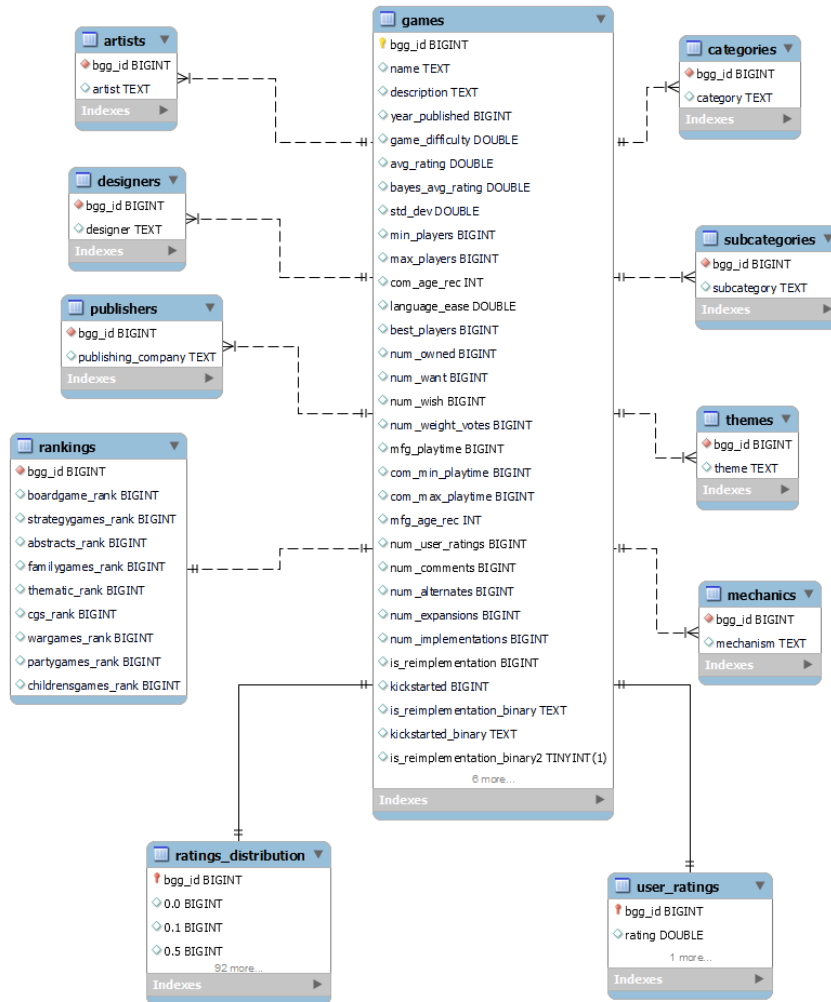 artists
bgg_id BIGINT
artist TEXT
Indexes
designers
bgg_id BIGINT
designer TEXT
Indexes
publishers
bgg_id BIGINT
publishing_company TEXT
Indexes
rankings
bgg_id BIGINT
boardgame_rank BIGINT
strategygames_rank BIGINT
abstracts_rank BIGINT
familygames_rank BIGINT
thematic_rank BIGINT
cgs_rank BIGINT
wargames_rank BIGINT
partygames_rank BIGINT
childrensgames_rank BIGINT
games
bgg_id BIGINT
name TEXT
description TEXT
year_published BIGINT
game_difficulty DOUBLE
avg_rating DOUBLE
bayes_avg_rating DOUBLE
std_dev DOUBLE
min_players BIGINT
max_players BIGINT
com_age_rec INT
language_ease DOUBLE
best_players BIGINT
num_owned BIGINT
num_want BIGINT
num_wish BIGINT
num_weight_votes BIGINT
mfg_playtime BIGINT
com_min_playtime BIGINT
com_max_playtime BIGINT
mfg_age_rec INT
num_user_ratings BIGINT
num_comments BIGINT
num_alternates BIGINT
num_expansions BIGINT
num_implementations BIGINT
is_reimplementation BIGINT
kickstarted BIGINT
is_reimplementation_binary TEXT
kickstarted_binary TEXT
is_reimplementation_binary2 TINYINT(1)
6 more...
Indexes
categories
bgg_id BIGINT
category TEXT
Indexes
subcategories
bgg_id BIGINT
subcategory TEXT
Indexes
themes
bgg_id BIGINT
theme TEXT
Indexes
mechanics
bgg_id BIGINT
mechanism TEXT
Indexes
ratings_distribution
bgg_id BIGINT
0.0 BIGINT
0.1 BIGINT
0.5 BIGINT
92 more...
Indexes
user_ratings
bgg_id BIGINT
rating DOUBLE
1 more...
Indexes